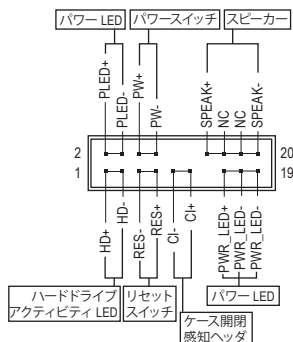 パワー LED
パワースイッチ
スピーカー
PLED+
PLED-
PW+
PW-
SPEAK+
NC
NC
SPEAK-
2
20
1
19
HD+
HD-
RES-
RES+
CI-
CI+
PWR_LED+
PWR_LED-
PWR_LED-
ハードドライブ
アクティビティ LED
リセット
スイッチ
パワー LED
ケース開閉
感知ヘッダ